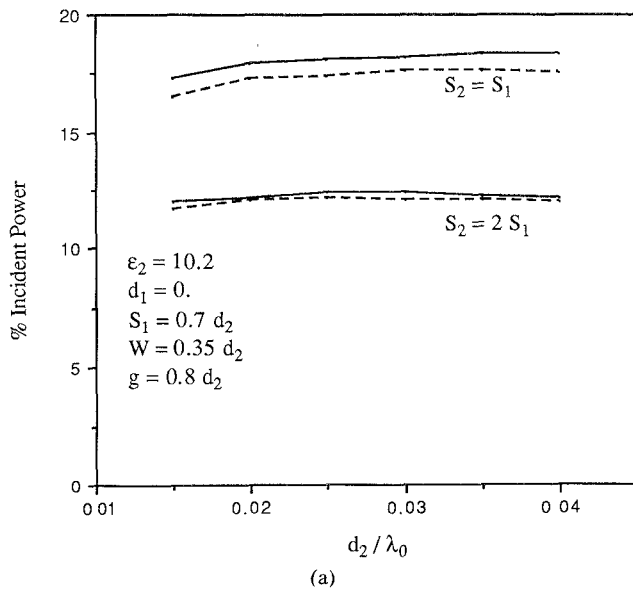 20
15
10
5
0
% Incident Power
S₂ = S₁
S₂ = 2 S₁
ε₂ = 10.2
d₁ = 0.
S₁ = 0.7 d₂
W = 0.35 d₂
g = 0.8 d₂
0 01 0.02 0.03 0 04
d₂ / λ₀
(a)